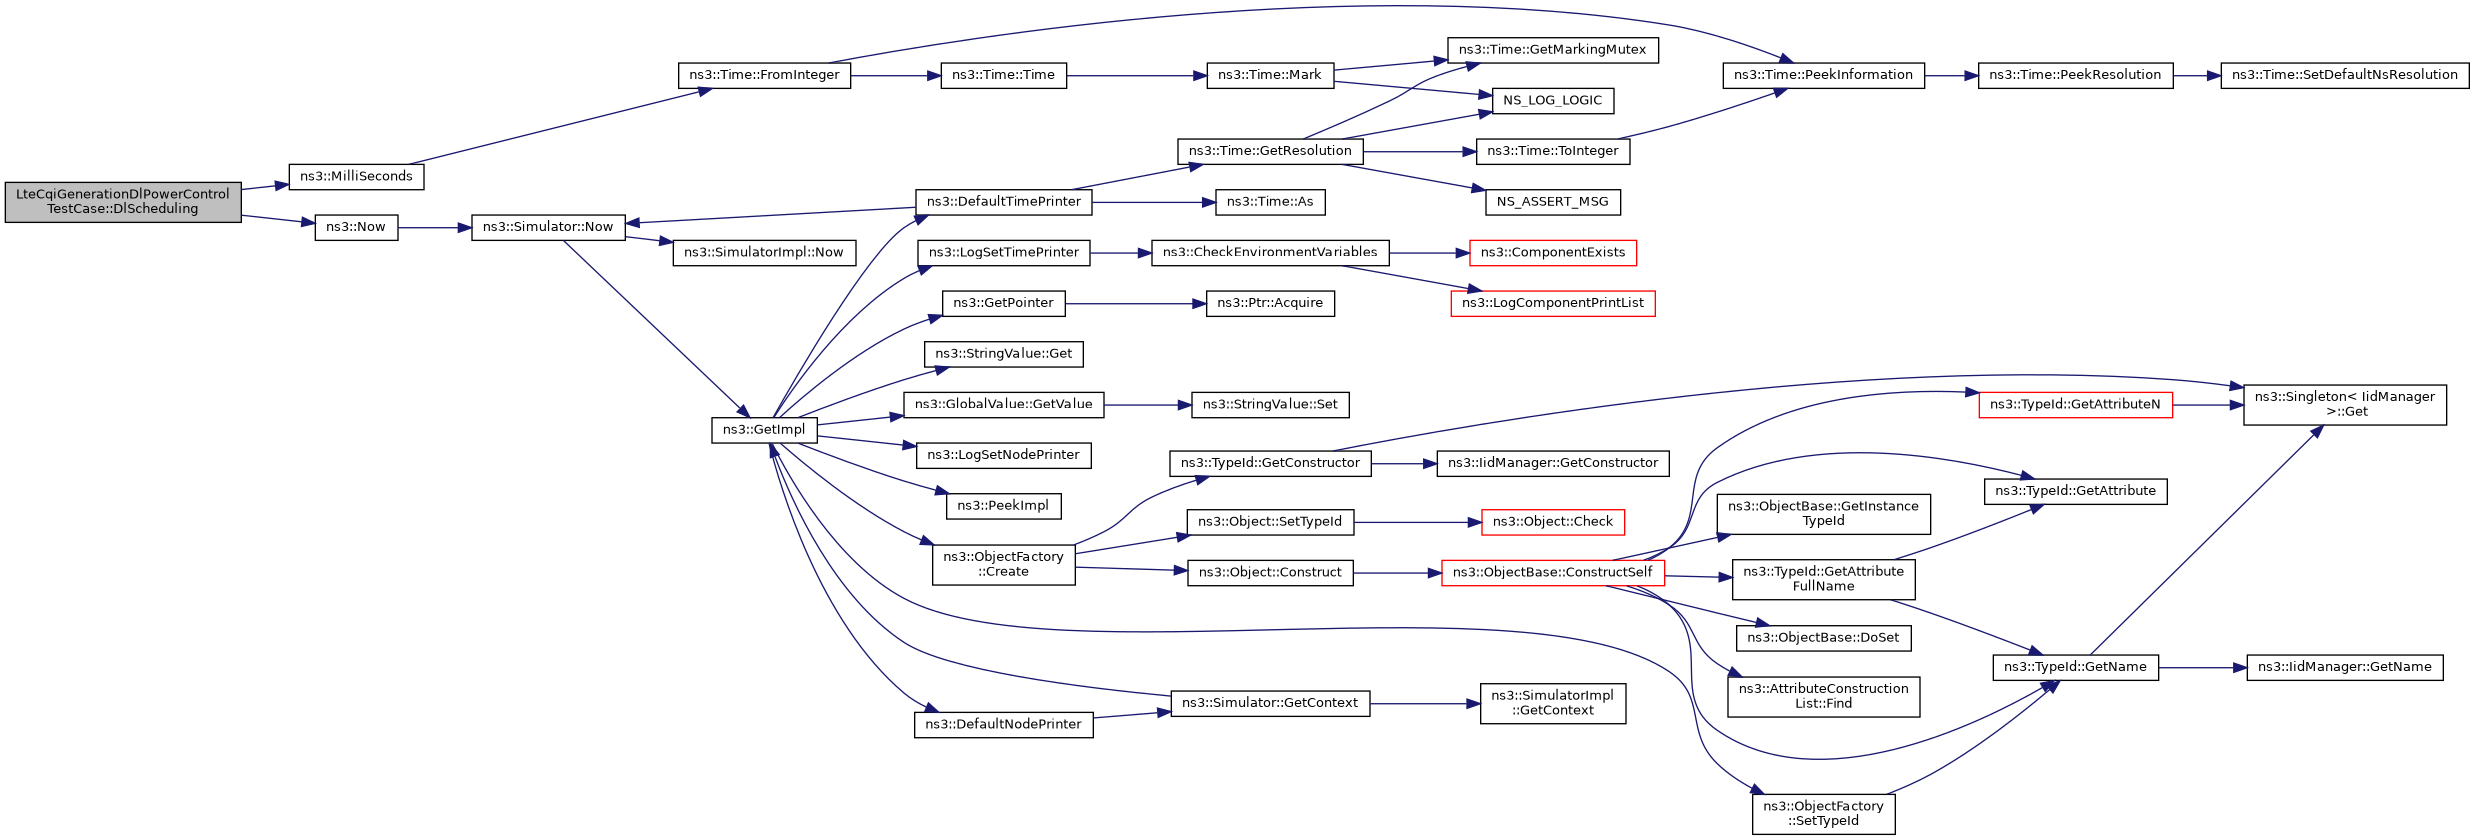 LteCqiGenerationDlPowerControl
TestCase::DlScheduling
ns3::MilliSeconds
ns3::Now
ns3::Simulator::Now
ns3::SimulatorImpl::Now
ns3::Time::FromInteger
ns3::Time::Time
ns3::Time::Mark
ns3::Time::GetMarkingMutex
NS_LOG_LOGIC
ns3::Time::PeekInformation
ns3::Time::PeekResolution
ns3::Time::SetDefaultNsResolution
ns3::Time::GetResolution
ns3::Time::ToInteger
ns3::DefaultTimePrinter
ns3::Time::As
NS_ASSERT_MSG
ns3::LogSetTimePrinter
ns3::CheckEnvironmentVariables
ns3::ComponentExists
ns3::LogComponentPrintList
ns3::GetPointer
ns3::Ptr::Acquire
ns3::StringValue::Get
ns3::GlobalValue::GetValue
ns3::StringValue::Set
ns3::GetImpl
ns3::LogSetNodePrinter
ns3::PeekImpl
ns3::ObjectFactory
::Create
ns3::TypeId::GetConstructor
ns3::IidManager::GetConstructor
ns3::Object::SetTypeId
ns3::Object::Check
ns3::Object::Construct
ns3::ObjectBase::ConstructSelf
ns3::TypeId::GetAttributeN
ns3::Singleton< IidManager
>::Get
ns3::TypeId::GetAttribute
ns3::ObjectBase::GetInstance
TypeId
ns3::TypeId::GetAttribute
FullName
ns3::ObjectBase::DoSet
ns3::TypeId::GetName
ns3::IidManager::GetName
ns3::AttributeConstruction
List::Find
ns3::DefaultNodePrinter
ns3::Simulator::GetContext
ns3::SimulatorImpl
::GetContext
ns3::ObjectFactory
::SetTypeId